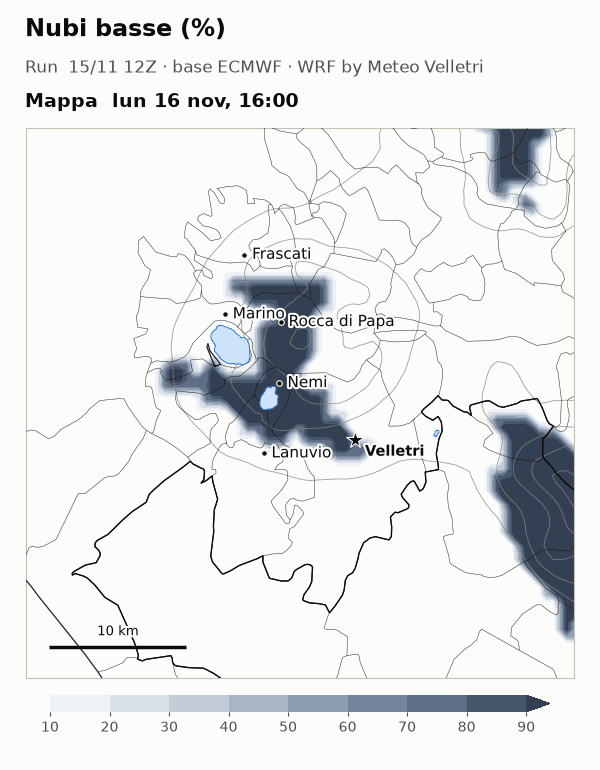 Nubi basse (%)
Run  15/11 12Z · base ECMWF · WRF by Meteo Velletri
Mappa  lun 16 nov, 16:00
Frascati
Marino
Rocca di Papa
Nemi
Velletri
Lanuvio
10 km
10 20 30 40 50 60 70 80 90